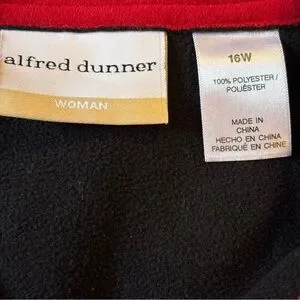 alfred dunner
WOMAN
16W
100% POLYESTER /
POLIÉSTER
MADE IN
CHINA
HECHO EN CHINA
FABRIQUÉ EN CHINE